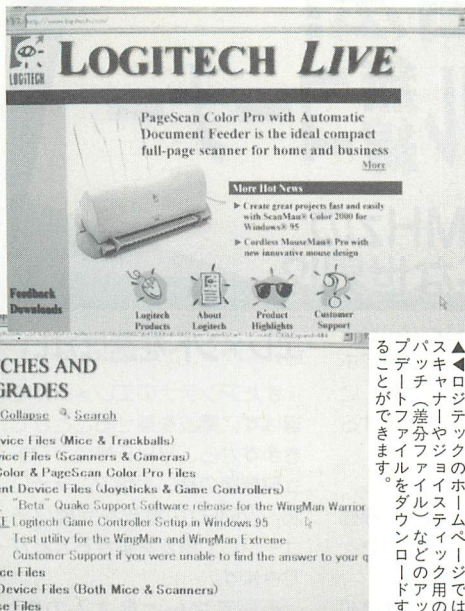 LOGITECH
LOGITECH LIVE
PageScan Color Pro with Automatic
Document Feeder is the ideal compact
full-page scanner for home and business
More
More Hot News
Create great projects fast and easily
with ScanMan® Color 2000 for
Windows® 95
Cordless MouseMan® Pro with
new innovative mouse design
Feedback
Downloads
Logitech
Products
About
Logitech
Product
Highlights
Customer
Support
CHES AND
GRADES
Collapse Search
vice Files (Mice & Trackballs)
ice Files (Scanners & Cameras)
Color & PageScan Color Pro Files
nt Device Files (Joysticks & Game Controllers)
"Beta" Quake Support Software release for the WingMan Warrior
E Logitech Game Controller Setup in Windows 95
Test utility for the WingMan and WingMan Extreme
Customer Support if you were unable to find the answer to your q
ce Files
Device Files (Both Mice & Scanners)
se Files
▲◀ロジテックのホームページでは
スキャナーやジョイスティック用の
パッチ（差分ファイル）などのアッ
プデートファイルをダウンロードす
ることができます。